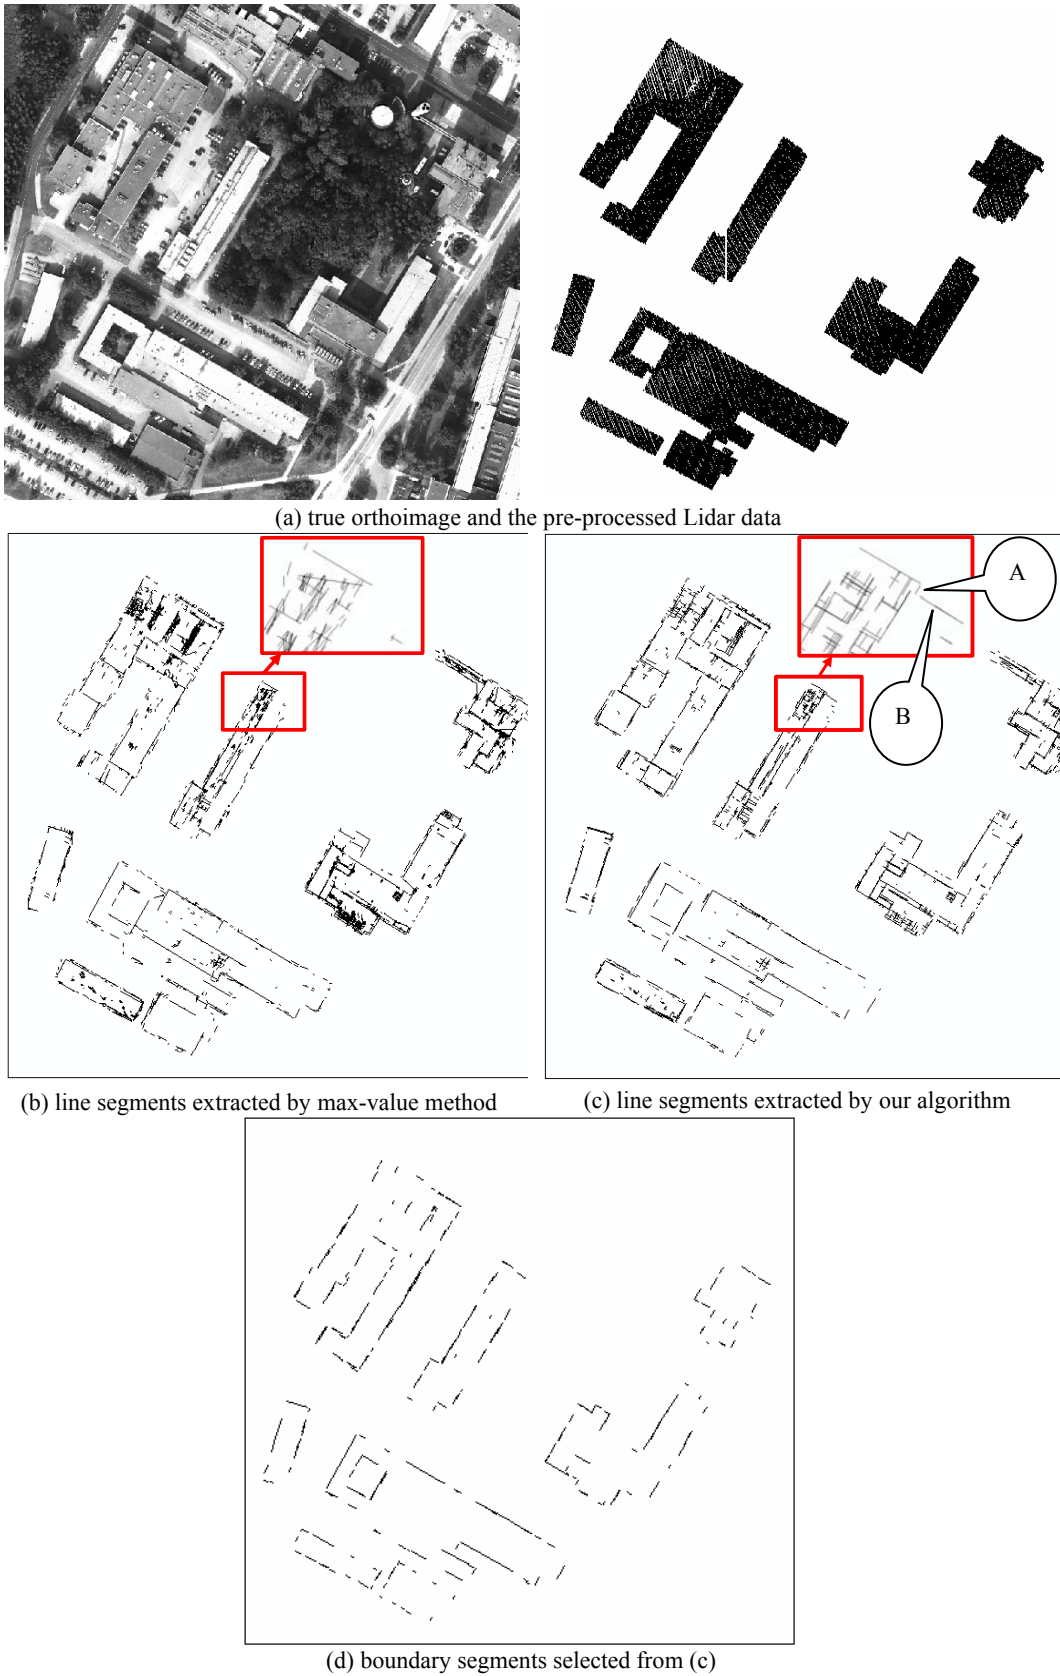 (a) true orthoimage and the pre-processed Lidar data
A
B
(b) line segments extracted by max-value method
(c) line segments extracted by our algorithm
(d) boundary segments selected from (c)